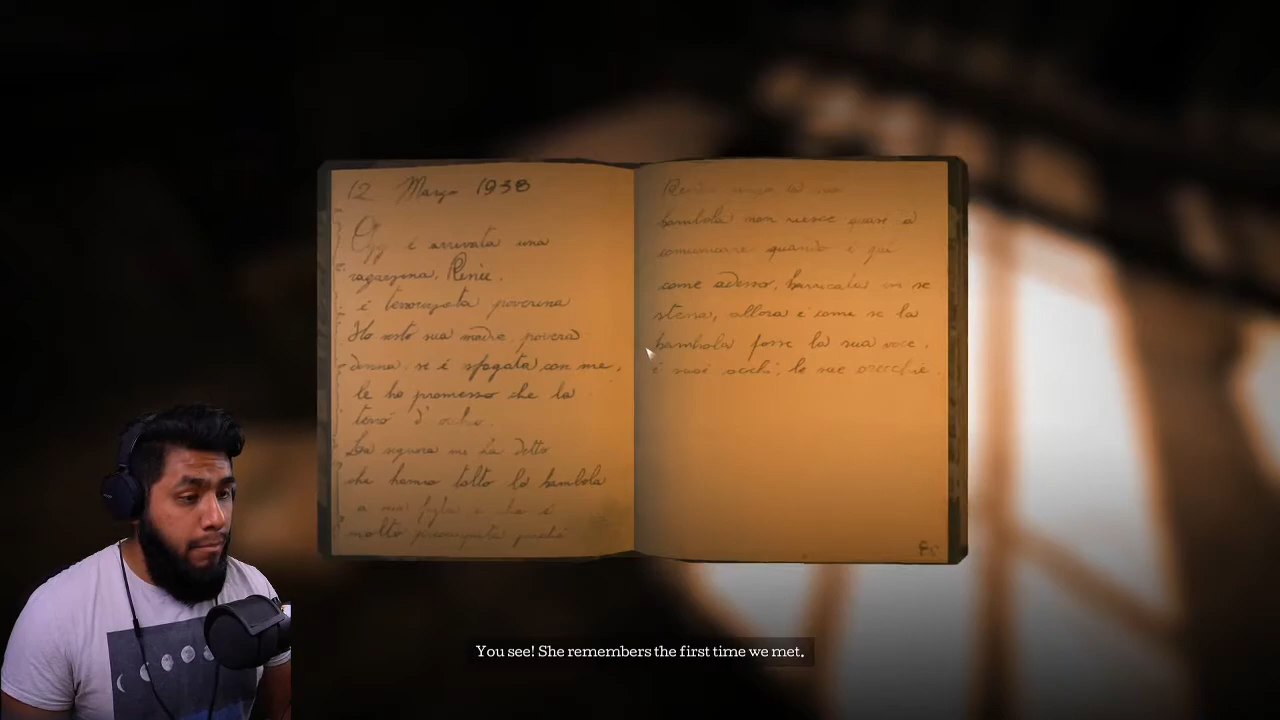 12 Marzo 1938
Oggi è arrivata una
ragazzina, Renée.
è terrorizzata poverina
Ho visto sua madre, povera
donna, si è sfogata con me,
le ho promesso che la
terrò d'occhio.
La signora mi ha detto
che hanno tolto la bambola
a sua figlia e che è
molto preoccupata perché
Renée senza la sua
bambola non riesce quasi a
comunicare quando è qui
come adesso, barricata in se
stessa, allora è come se la
bambola fosse la sua voce,
i suoi occhi, le sue orecchie.
You see! She remembers the first time we met.